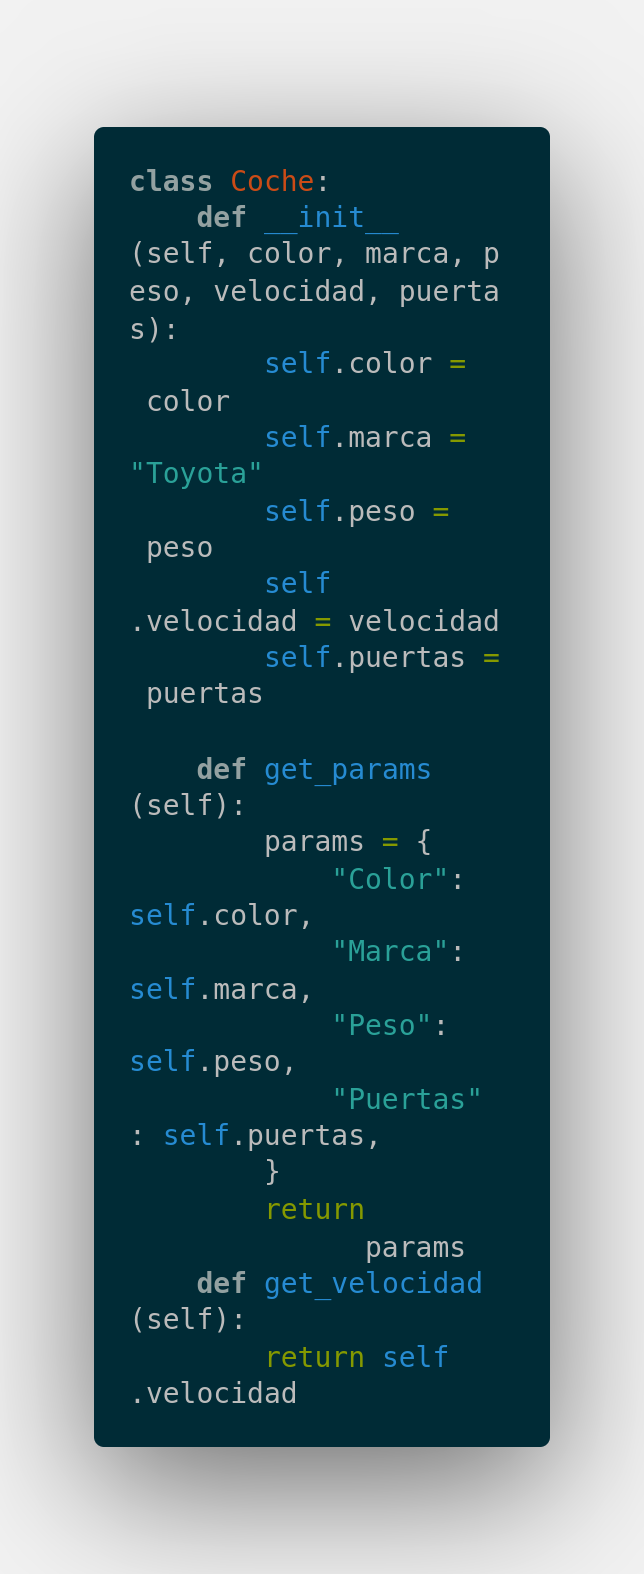 class Coche:
    def __init__
(self, color, marca, p
eso, velocidad, puerta
s):
        self.color =
 color
        self.marca =
"Toyota"
        self.peso =
 peso
        self
.velocidad = velocidad
        self.puertas =
 puertas

    def get_params
(self):
        params = {
            "Color":
self.color,
            "Marca":
self.marca,
            "Peso":
self.peso,
            "Puertas"
: self.puertas,
        }
        return
              params
    def get_velocidad
(self):
        return self
.velocidad